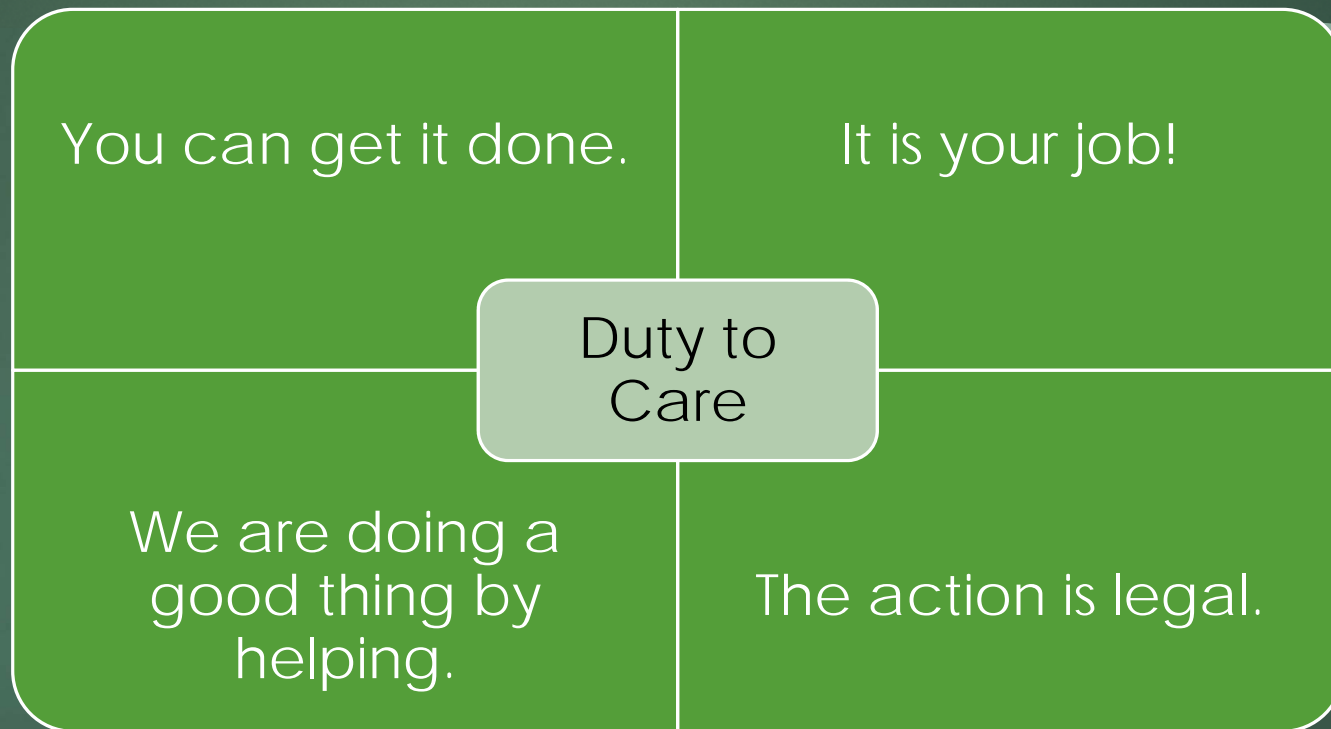 You can get it done.
It is your job!
Duty to
Care
We are doing a
good thing by
helping.
The action is legal.